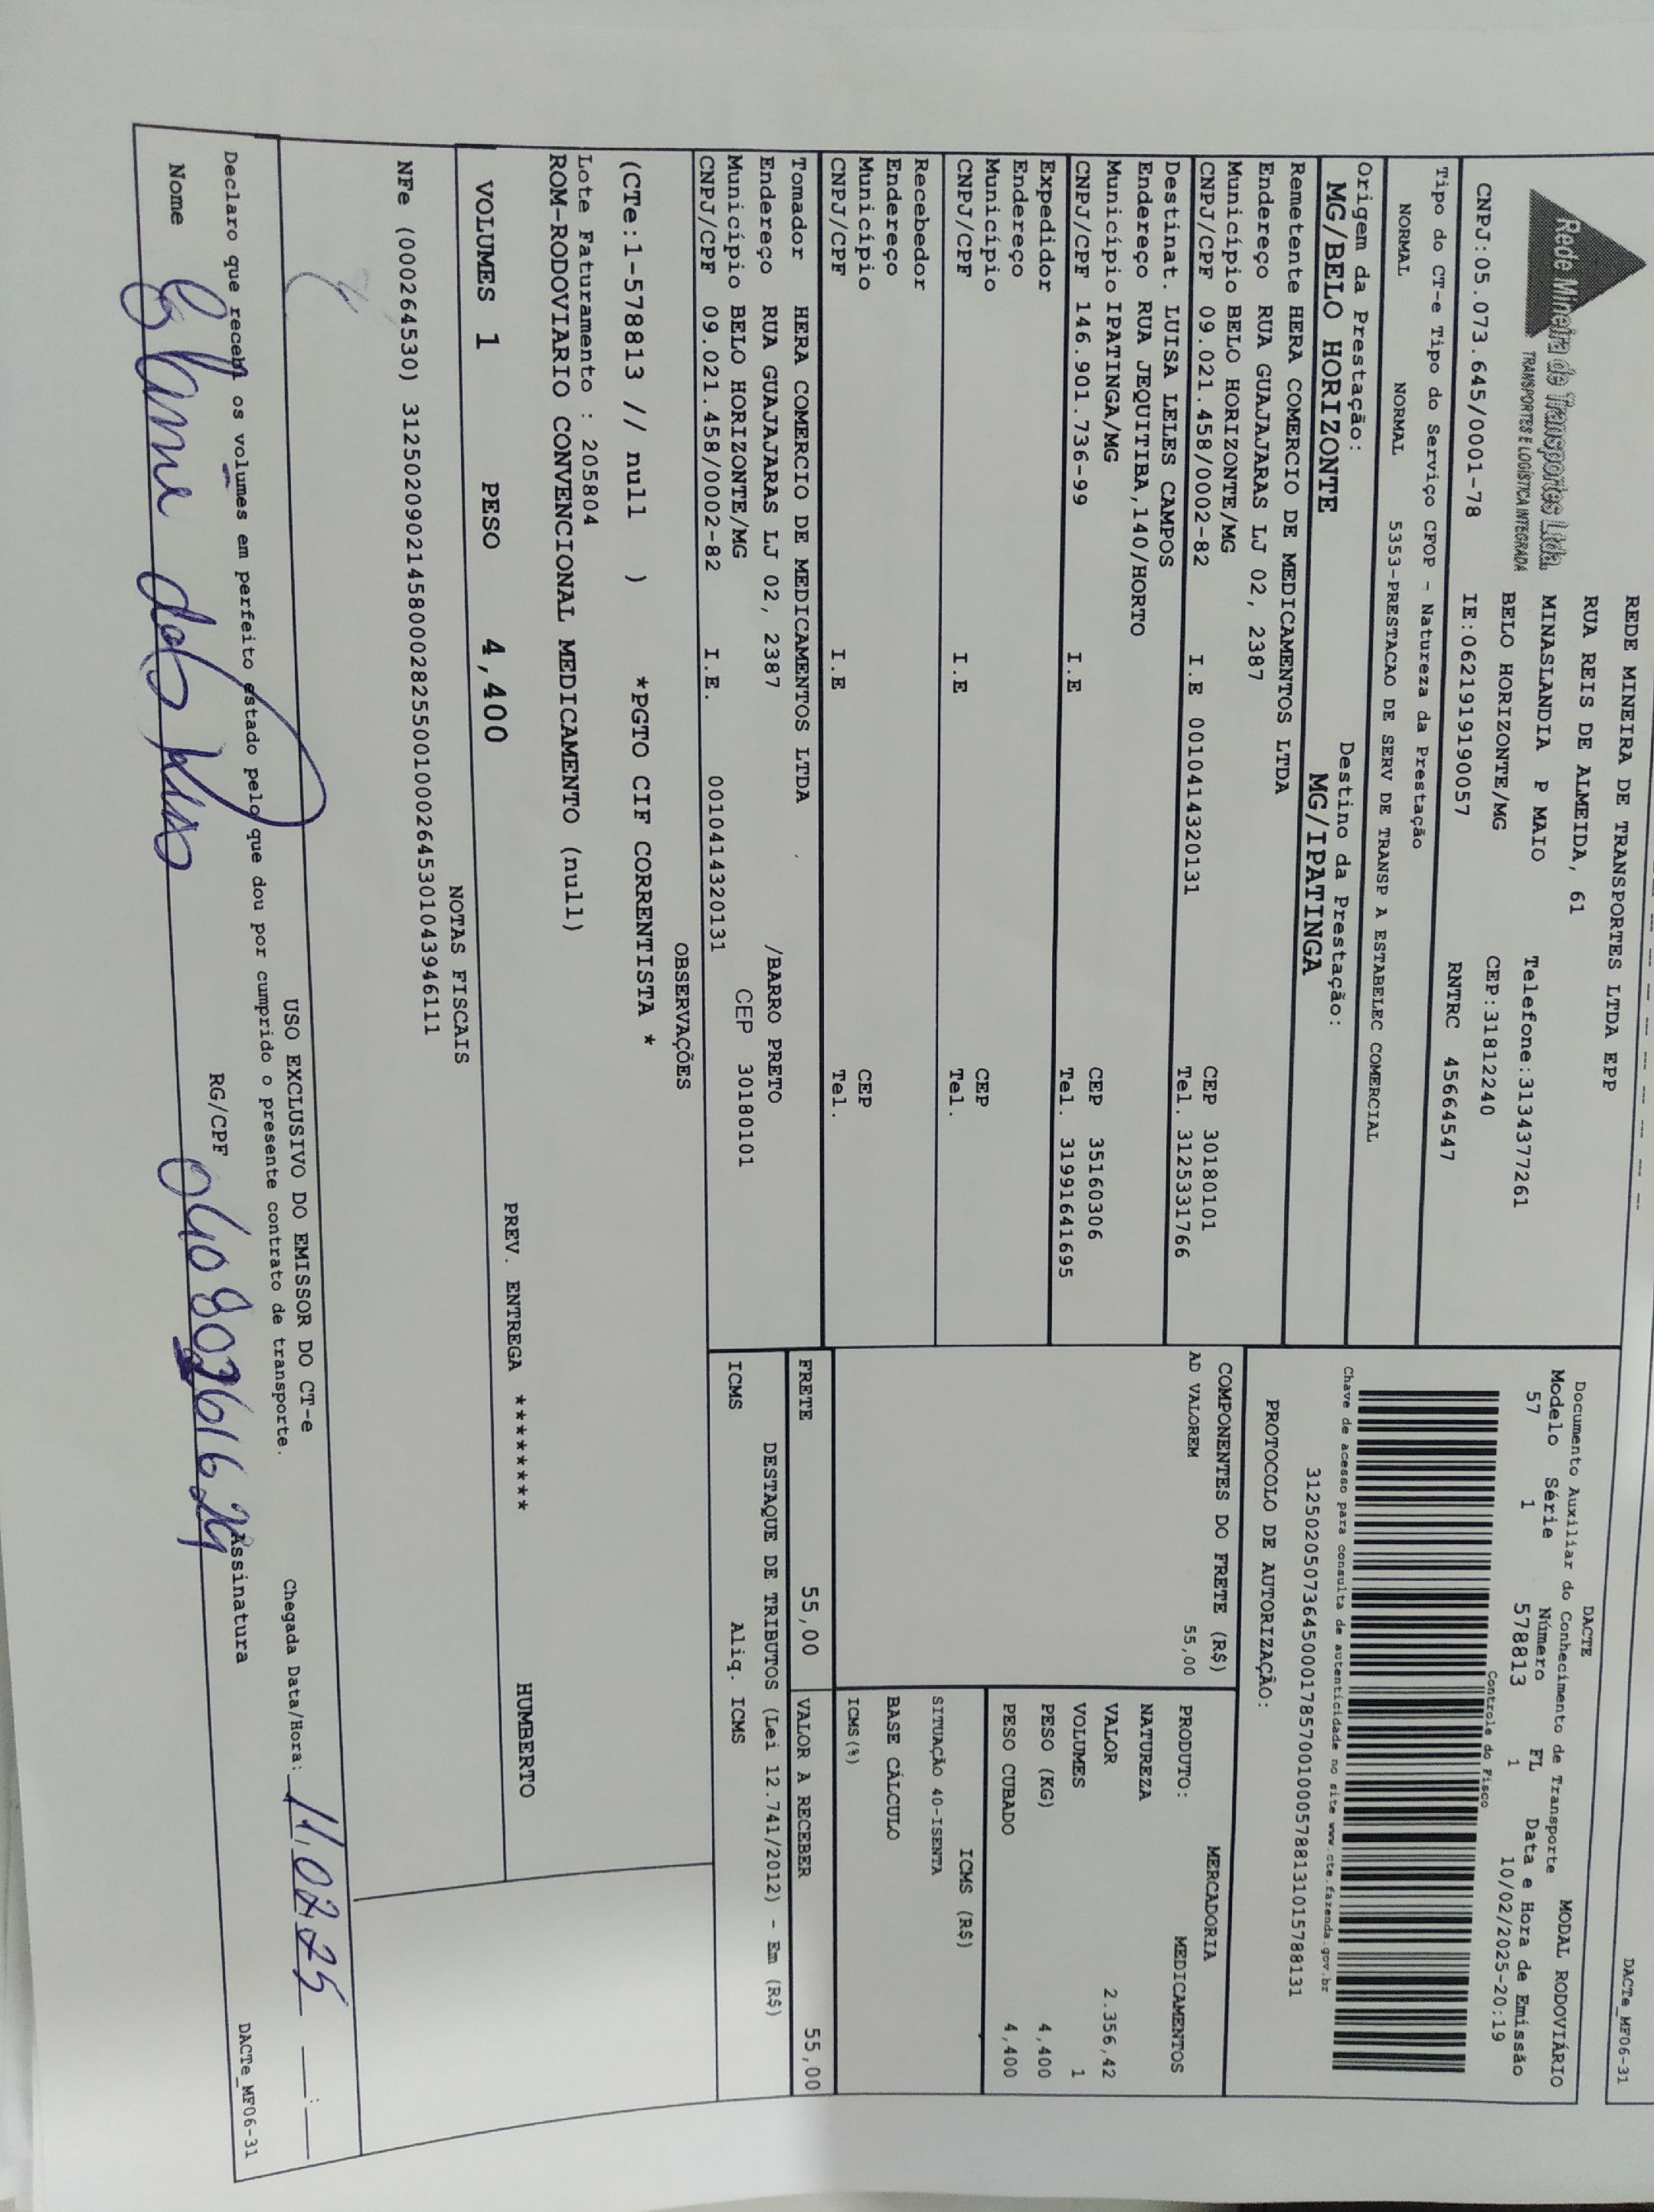 DACTe_MF06-31
Rede Mineira de Transportes Ltda.
TRANSPORTES E LOGÍSTICA INTEGRADA
REDE MINEIRA DE TRANSPORTES LTDA EPP
RUA REIS DE ALMEIDA, 61
MINASLANDIA P MAIO Telefone:3134377261
BELO HORIZONTE/MG CEP:31812240
CNPJ:05.073.645/0001-78 IE:0621919190057 RNTRC 45664547
Tipo do CT-e Tipo do Serviço CFOP - Natureza da Prestação
NORMAL NORMAL 5353-PRESTACAO DE SERV DE TRANSP A ESTABELEC COMERCIAL
Origem da Prestação: Destino da Prestação:
MG/BELO HORIZONTE MG/IPATINGA
DACTE
Documento Auxiliar do Conhecimento de Transporte MODAL RODOVIÁRIO
Modelo Série Número FL Data e Hora de Emissão
57 1 578813 1 10/02/2025-20:19
Controle do Fisco
Chave de acesso para consulta de autenticidade no site www.cte.fazenda.gov.br
31250205073645000178570010005788131015788131
PROTOCOLO DE AUTORIZAÇÃO:
Remetente HERA COMERCIO DE MEDICAMENTOS LTDA
Endereço RUA GUAJAJARAS LJ 02, 2387
Município BELO HORIZONTE/MG CEP 30180101
CNPJ/CPF 09.021.458/0002-82 I.E 0010414320131 Tel. 3125331766
Destinat. LUISA LELES CAMPOS
Endereço RUA JEQUITIBA,140/HORTO
Município IPATINGA/MG CEP 35160306
CNPJ/CPF 146.901.736-99 I.E Tel. 31991641695
Expedidor
Endereço
Município CEP
CNPJ/CPF I.E Tel.
Recebedor
Endereço
Município CEP
CNPJ/CPF I.E Tel.
Tomador HERA COMERCIO DE MEDICAMENTOS LTDA
Endereço RUA GUAJAJARAS LJ 02, 2387 /BARRO PRETO
Município BELO HORIZONTE/MG CEP 30180101
CNPJ/CPF 09.021.458/0002-82 I.E. 0010414320131
COMPONENTES DO FRETE (R$)
AD VALOREM 55,00
MERCADORIA
PRODUTO: MEDICAMENTOS
NATUREZA
VALOR 2.356,42
VOLUMES 1
PESO (KG) 4,400
PESO CUBADO 4,400
ICMS (R$)
SITUAÇÃO 40-ISENTA
BASE CÁLCULO
ICMS(%)
FRETE 55,00 VALOR A RECEBER 55,00
DESTAQUE DE TRIBUTOS (Lei 12.741/2012) - Em (R$)
ICMS Aliq. ICMS
OBSERVAÇÕES
(CTe:1-578813 // null ) *PGTO CIF CORRENTISTA *
Lote Faturamento : 205804
ROM-RODOVIARIO CONVENCIONAL MEDICAMENTO (null)
VOLUMES 1 PESO 4,400 PREV. ENTREGA ******** HUMBERTO
NOTAS FISCAIS
NFe (000264530) 31250209021458000282550010002645301043946111
USO EXCLUSIVO DO EMISSOR DO CT-e
Declaro que recebi os volumes em perfeito estado pelo que dou por cumprido o presente contrato de transporte.
Chegada Data/Hora: 11,02,25 __:__
Nome dos RG/CPF Assinatura
DACTe_MF06-31